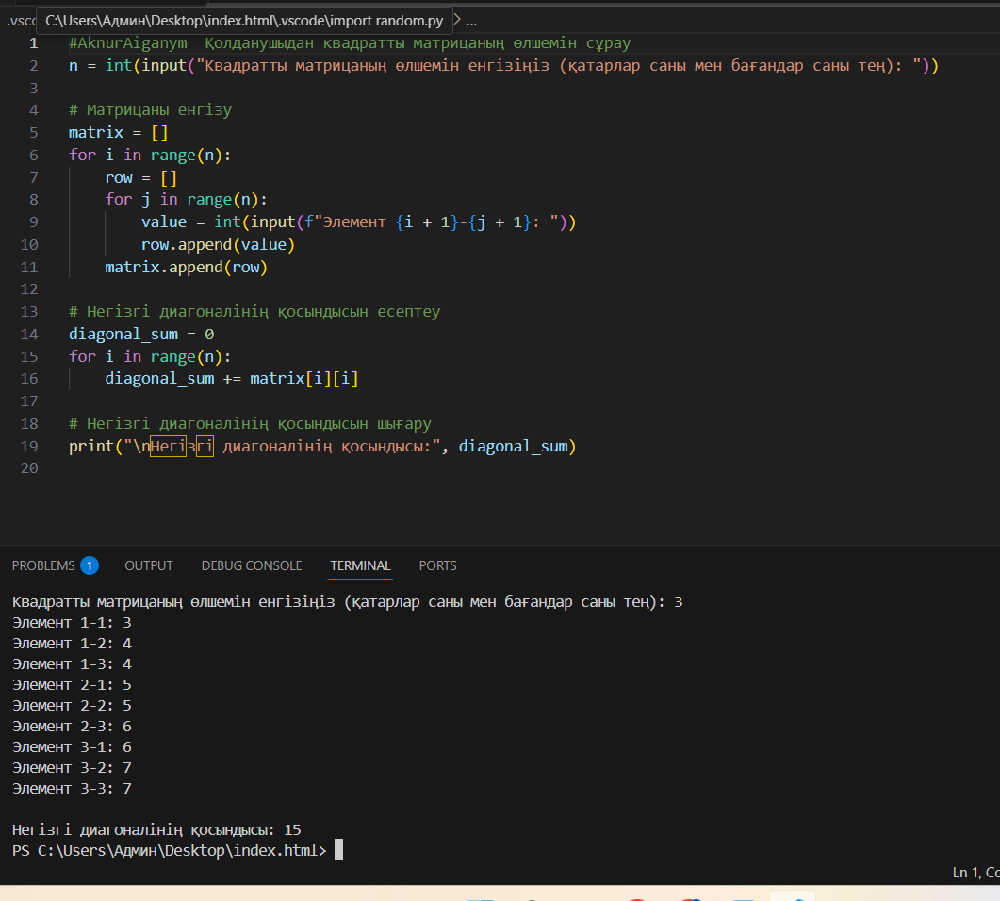 .vsc C:\Users\Админ\Desktop\index.html\.vscode\import random.py > ...
1 #AknurAiganym  Қолданушыдан квадратты матрицаның өлшемін сұрау
2 n = int(input("Квадратты матрицаның өлшемін енгізіңіз (қатарлар саны мен бағандар саны тең): "))
3
4 # Матрицаны енгізу
5 matrix = []
6 for i in range(n):
7     row = []
8     for j in range(n):
9         value = int(input(f"Элемент {i + 1}-{j + 1}: "))
10         row.append(value)
11     matrix.append(row)
12
13 # Негізгі диагоналінің қосындысын есептеу
14 diagonal_sum = 0
15 for i in range(n):
16     diagonal_sum += matrix[i][i]
17
18 # Негізгі диагоналінің қосындысын шығару
19 print("\nНегізгі диагоналінің қосындысы:", diagonal_sum)
20
PROBLEMS 1 OUTPUT DEBUG CONSOLE TERMINAL PORTS
Квадратты матрицаның өлшемін енгізіңіз (қатарлар саны мен бағандар саны тең): 3
Элемент 1-1: 3
Элемент 1-2: 4
Элемент 1-3: 4
Элемент 2-1: 5
Элемент 2-2: 5
Элемент 2-3: 6
Элемент 3-1: 6
Элемент 3-2: 7
Элемент 3-3: 7
Негізгі диагоналінің қосындысы: 15
PS C:\Users\Админ\Desktop\index.html>
Ln 1, Co